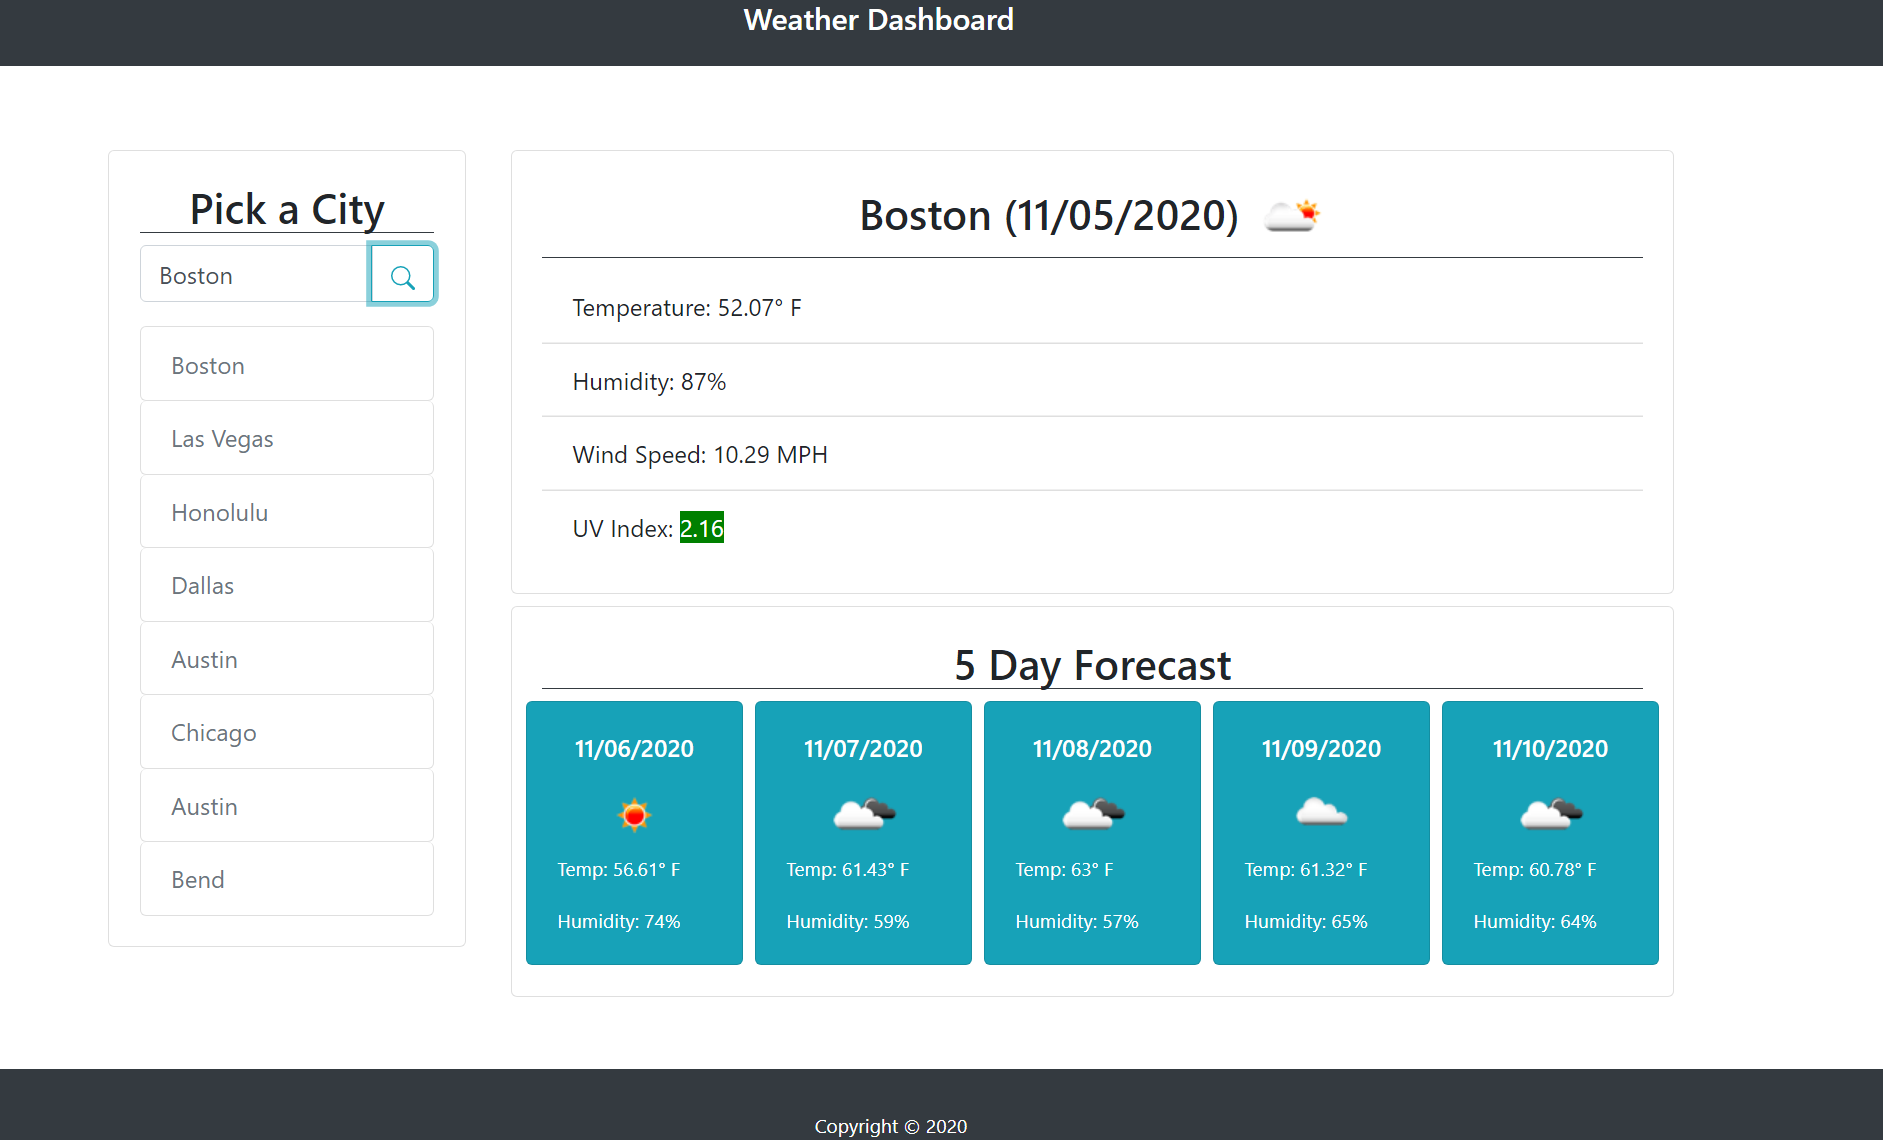 Weather Dashboard
Pick a City
Boston
Boston
Las Vegas
Honolulu
Dallas
Austin
Chicago
Austin
Bend
Boston (11/05/2020)
Temperature: 52.07° F
Humidity: 87%
Wind Speed: 10.29 MPH
UV Index: 2.16
5 Day Forecast
11/06/2020
Temp: 56.61° F
Humidity: 74%
11/07/2020
Temp: 61.43° F
Humidity: 59%
11/08/2020
Temp: 63° F
Humidity: 57%
11/09/2020
Temp: 61.32° F
Humidity: 65%
11/10/2020
Temp: 60.78° F
Humidity: 64%
Copyright © 2020